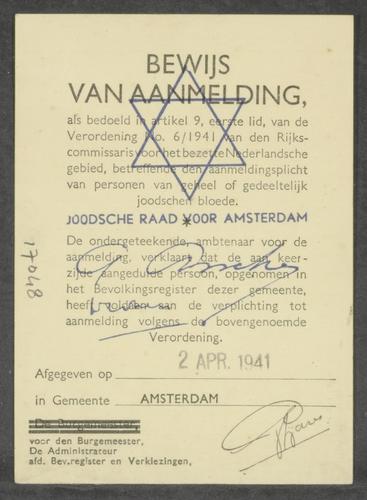 BEWIJS
VAN AANMELDING,
als bedoeld in artikel 9, eerste lid, van de
Verordening No. 6/1941 van den Rijks-
commissaris voor het bezette Nederlandsche
gebied, betreffende den aanmeldingsplicht
van personen van geheel of gedeeltelijk
joodschen bloede.
JOODSCHE RAAD VOOR AMSTERDAM
De ondergeteekende, ambtenaar voor de
aanmelding, verklaart dat de aan keer-
zijde aangeduide persoon, opgenomen in
het Bevolkingsregister dezer gemeente,
heeft voldaan aan de verplichting tot
aanmelding volgens de bovengenoemde
Verordening.
2 APR. 1941
Afgegeven op
in Gemeente AMSTERDAM
De Burgemeester,
voor den Burgemeester,
De Administrateur
afd. Bev.register en Verkiezingen,
17048